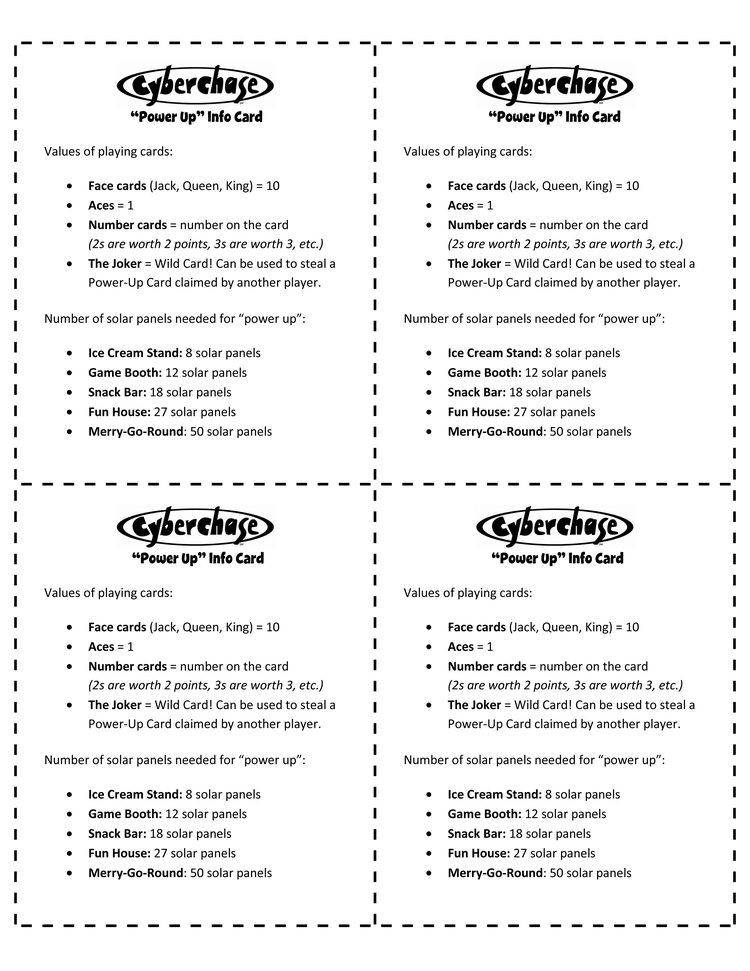 Cyberchase
“Power Up” Info Card
Values of playing cards:
• Face cards (Jack, Queen, King) = 10
• Aces = 1
• Number cards = number on the card
(2s are worth 2 points, 3s are worth 3, etc.)
• The Joker = Wild Card! Can be used to steal a
Power-Up Card claimed by another player.
Number of solar panels needed for “power up”:
• Ice Cream Stand: 8 solar panels
• Game Booth: 12 solar panels
• Snack Bar: 18 solar panels
• Fun House: 27 solar panels
• Merry-Go-Round: 50 solar panels
Cyberchase
“Power Up” Info Card
Values of playing cards:
• Face cards (Jack, Queen, King) = 10
• Aces = 1
• Number cards = number on the card
(2s are worth 2 points, 3s are worth 3, etc.)
• The Joker = Wild Card! Can be used to steal a
Power-Up Card claimed by another player.
Number of solar panels needed for “power up”:
• Ice Cream Stand: 8 solar panels
• Game Booth: 12 solar panels
• Snack Bar: 18 solar panels
• Fun House: 27 solar panels
• Merry-Go-Round: 50 solar panels
Cyberchase
“Power Up” Info Card
Values of playing cards:
• Face cards (Jack, Queen, King) = 10
• Aces = 1
• Number cards = number on the card
(2s are worth 2 points, 3s are worth 3, etc.)
• The Joker = Wild Card! Can be used to steal a
Power-Up Card claimed by another player.
Number of solar panels needed for “power up”:
• Ice Cream Stand: 8 solar panels
• Game Booth: 12 solar panels
• Snack Bar: 18 solar panels
• Fun House: 27 solar panels
• Merry-Go-Round: 50 solar panels
Cyberchase
“Power Up” Info Card
Values of playing cards:
• Face cards (Jack, Queen, King) = 10
• Aces = 1
• Number cards = number on the card
(2s are worth 2 points, 3s are worth 3, etc.)
• The Joker = Wild Card! Can be used to steal a
Power-Up Card claimed by another player.
Number of solar panels needed for “power up”:
• Ice Cream Stand: 8 solar panels
• Game Booth: 12 solar panels
• Snack Bar: 18 solar panels
• Fun House: 27 solar panels
• Merry-Go-Round: 50 solar panels